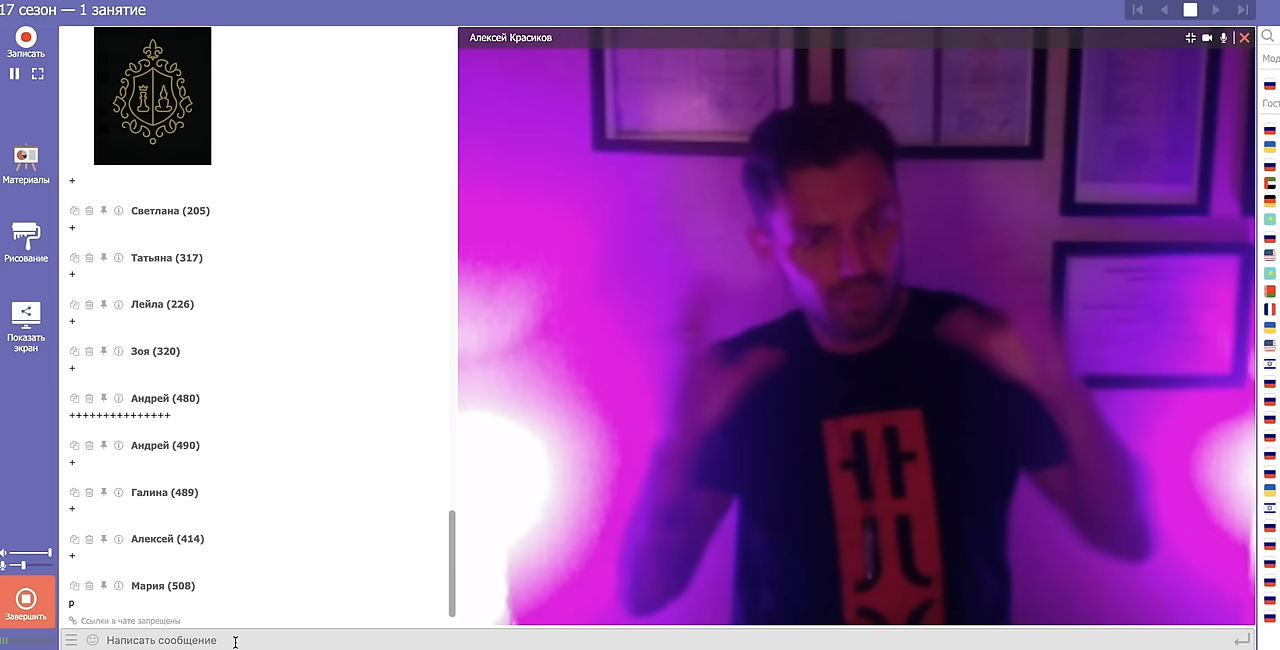 17 сезон — 1 занятие
Записать
Материалы
Рисование
Показать
экран
Завершить
+
Светлана (205)
+
Татьяна (317)
+
Лейла (226)
+
Зоя (320)
+
Андрей (480)
+++++++++++++++
Андрей (490)
+
Галина (489)
+
Алексей (414)
+
Мария (508)
р
Ссылки в чате запрещены
Написать сообщение
Алексей Красиков
Мод
Гост